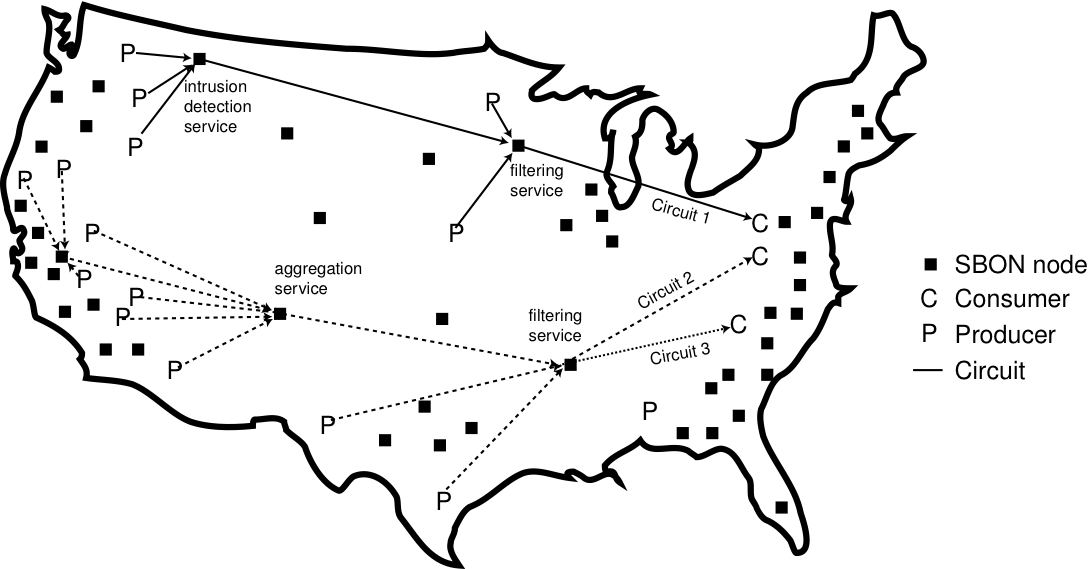 P
P
P
intrusion
detection
service
P
filtering
service
P
Circuit 1
C
P
P
P
P
P
P
P
aggregation
service
C
Circuit 2
filtering
service
C
Circuit 3
P
P
P
SBON node
C Consumer
P Producer
Circuit